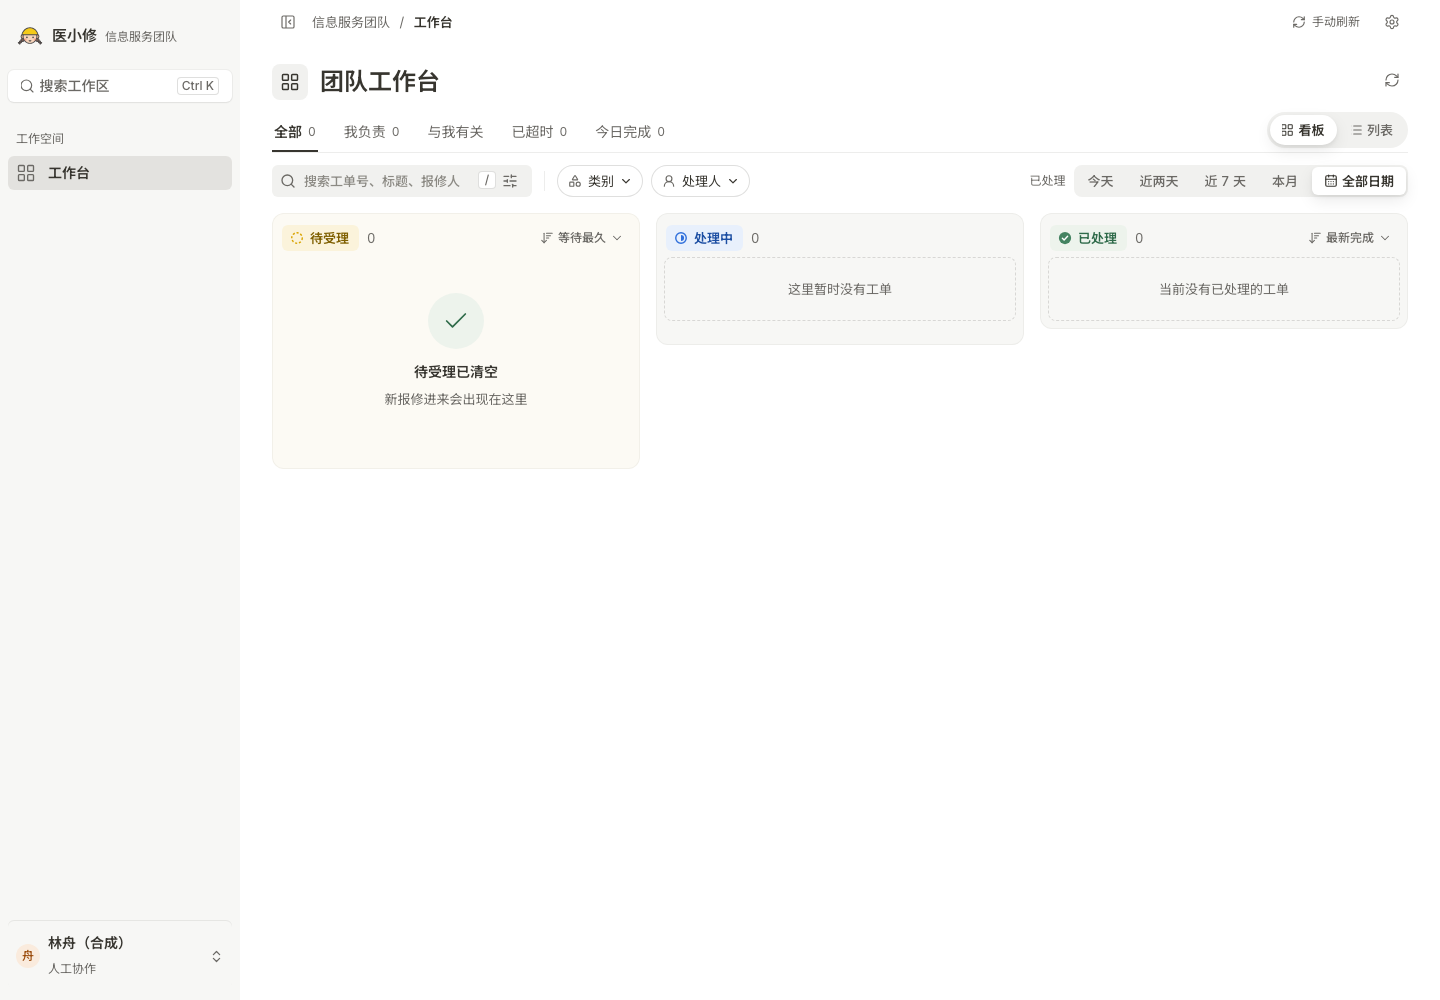 医小修 信息服务团队
搜索工作区 Ctrl K
工作空间
工作台
信息服务团队 / 工作台
手动刷新
团队工作台
全部 0 我负责 0 与我有关 已超时 0 今日完成 0
看板 列表
搜索工单号、标题、报修人 /
类别 处理人
已处理 今天 近两天 近 7 天 本月 全部日期
待受理 0 等待最久
待受理已清空
新报修进来会出现在这里
处理中 0
这里暂时没有工单
已处理 0 最新完成
当前没有已处理的工单
舟 林舟（合成）
人工协作